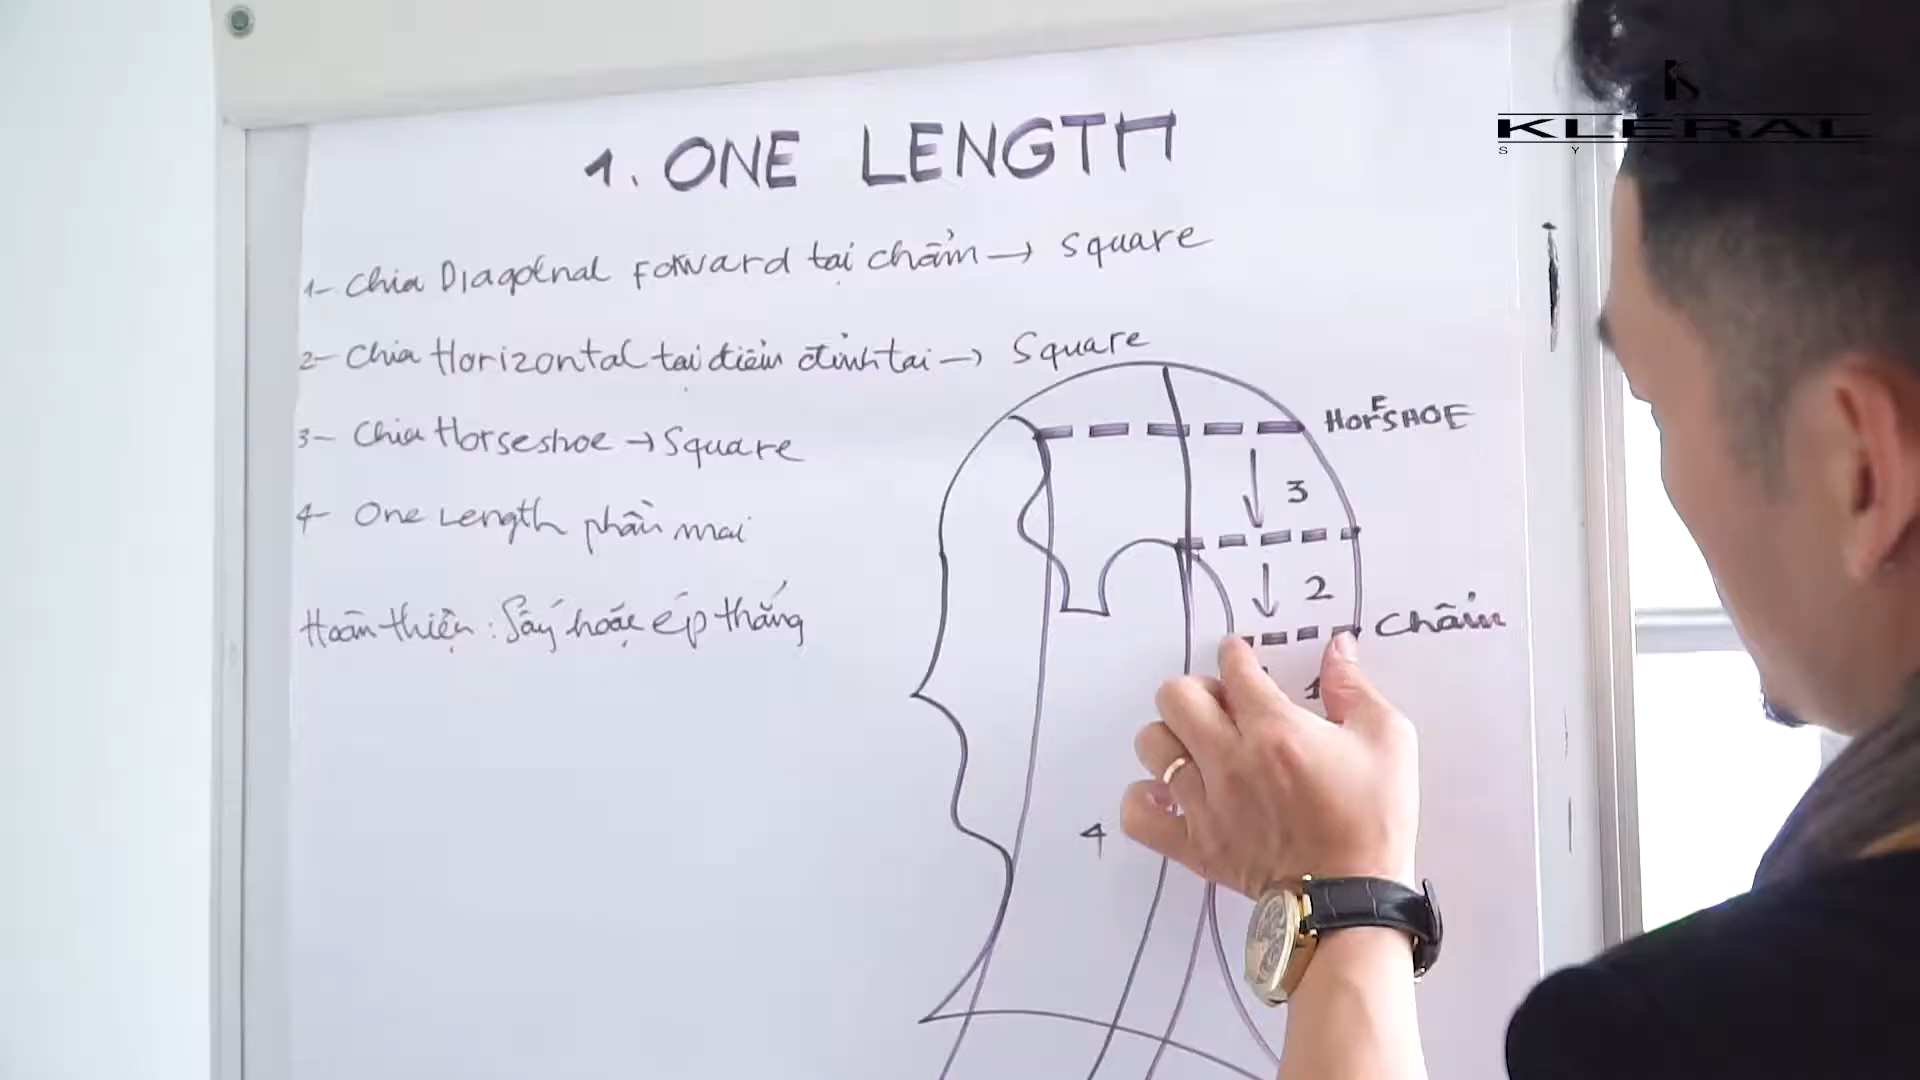 1. ONE LENGTH
1- Chia Diagolnal Forward tại chẩm → square
2- Chia Horizontal tại điểm đỉnh tai → Square
3- Chia Horseshoe → Square
4- One Length phần mai
Hoàn thiện : Sấy hoặc ép thẳng
HorESHOE
3
2
Chẩm
1
4
KLÉRAL
S Y